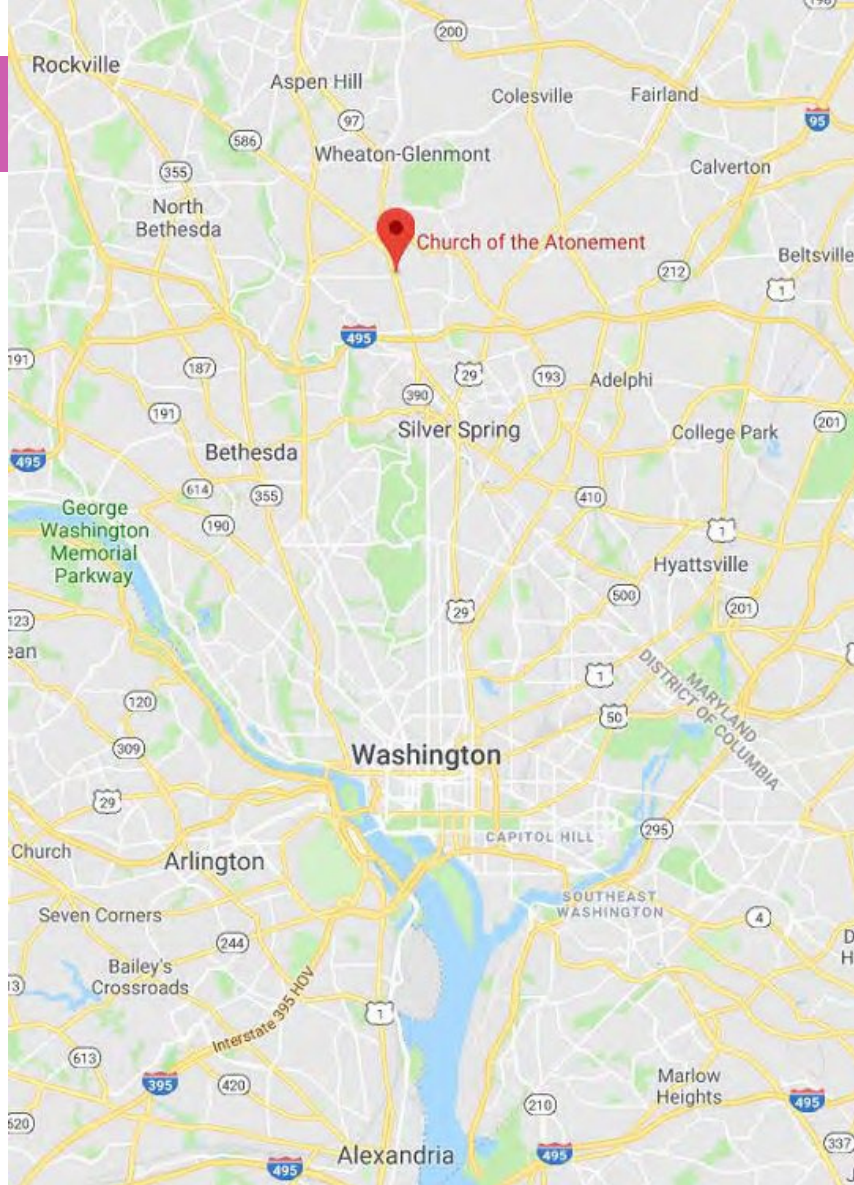 198
200
Rockville
Aspen Hill
Colesville
Fairland
97
95
586
Wheaton-Glenmont
355
Calverton
North
Bethesda
Church of the Atonement
Beltsville
212
1
495
191
187
29
193
Adelphi
390
191
Silver Spring
College Park
201
495
Bethesda
614
355
410
George
Washington
Memorial
Parkway
190
1
Hyattsville
500
201
123
29
ean
MARYLAND
DISTRICT OF COLUMBIA
1
120
50
309
Washington
29
295
CAPITOL HILL
Church
Arlington
SOUTHEAST
WASHINGTON
Seven Corners
4
244
D
H
Bailey's
Crossroads
13
Interstate 395 HOV
1
613
395
420
Marlow
Heights
210
495
620
337
Alexandria
495
495
J